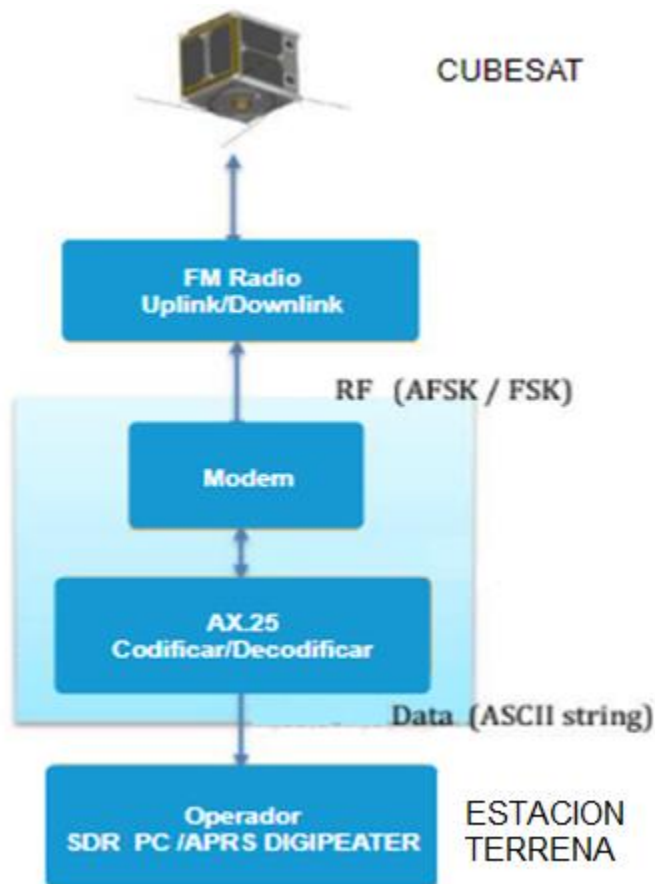 CUBESAT
FM Radio
Uplink/Downlink
RF (AFSK / FSK)
Modem
AX.25
Codificar/Decodificar
Data (ASCII string)
Operador
SDR PC /APRS DIGIPEATER
ESTACION
TERRENA